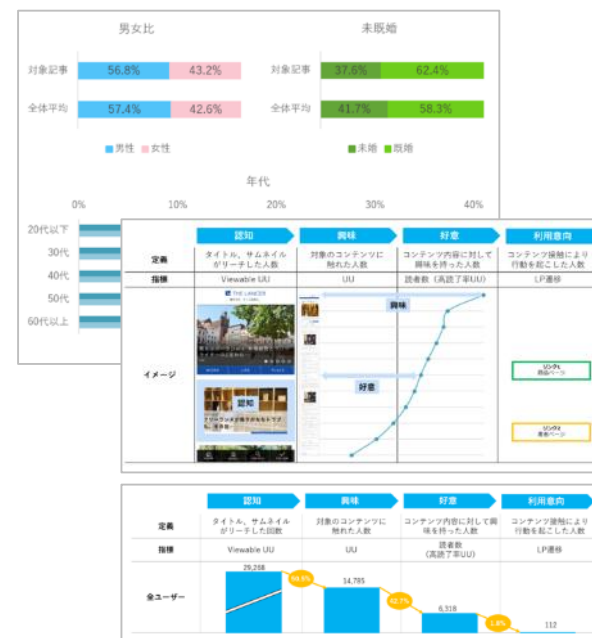 男女比
未既婚
対象記事
56.8%
43.2%
対象記事
37.6%
62.4%
全体平均
57.4%
42.6%
全体平均
41.7%
58.3%
男性
女性
未婚
既婚
年代
0%
10%
20%
30%
40%
20代以下
30代
40代
50代
60代以上
認知
興味
好意
利用意向
定義
タイトル、サムネイル
がリーチした人数
対象のコンテンツに
触れた人数
コンテンツ内容に対して
興味を持った人数
コンテンツ接触により
行動を起こした人数
指標
Viewable UU
UU
読者数（高読了率UU）
LP遷移
イメージ
THE LANCER
興味
好意
認知
認知
興味
好意
利用意向
定義
タイトル、サムネイル
がリーチした回数
対象のコンテンツに
触れた人数
コンテンツ内容に対して興
味を持った人数
コンテンツ接触により
行動を起こした人数
指標
Viewable UU
UU
読者数
（高読了率UU）
LP遷移
全ユーザー
14,785
6,318
112